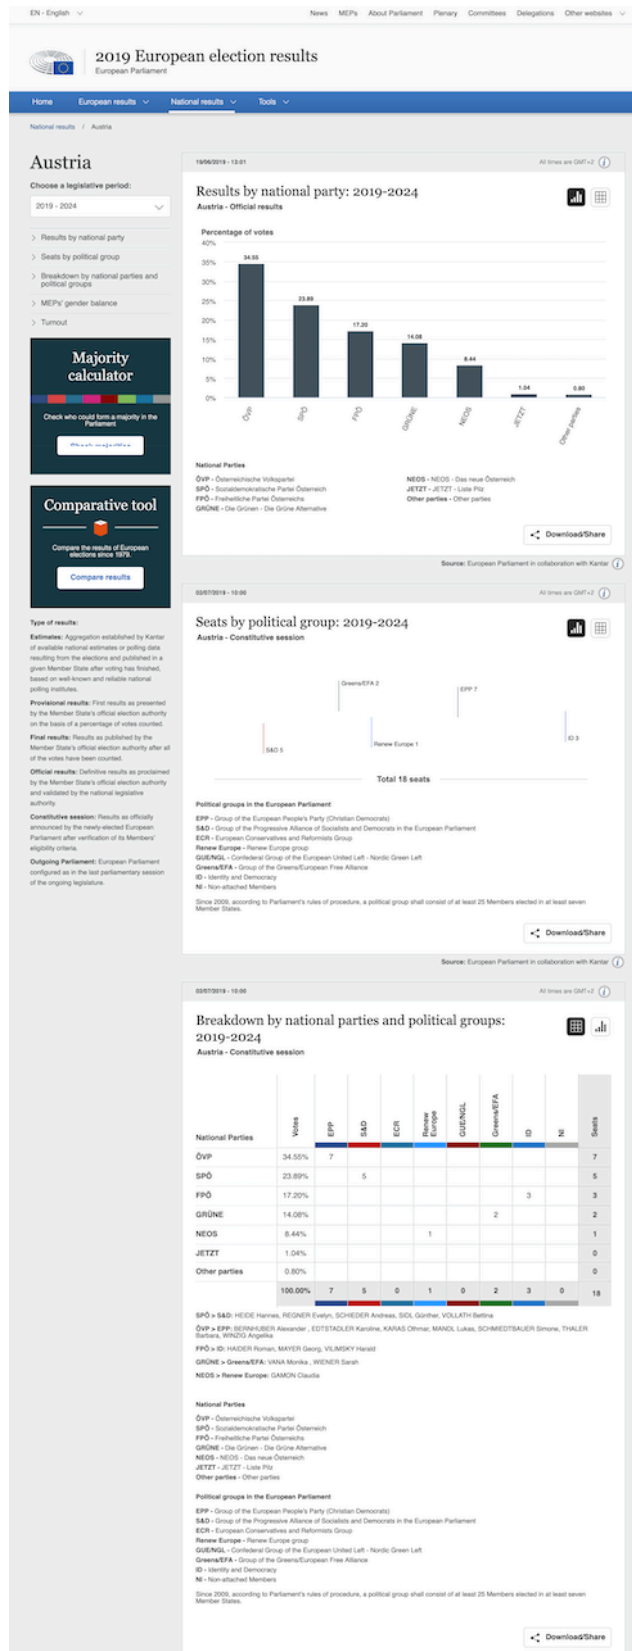 EN - English
News MEPs About Parliament Plenary Committees Delegations Other websites
2019 European election results
European Parliament
Home European results National results Tools
National results / Austria
Austria
Choose a legislative period:
2019 - 2024
Results by national party
Seats by political group
Breakdown by national parties and
political groups
MEPs' gender balance
Turnout
Majority
calculator
Check who could form a majority in the
Parliament
Check majorities
Comparative tool
Compare the results of European
elections since 1979.
Compare results
Type of results:
Estimates: Aggregation established by Kantar
of available national estimates or polling data
resulting from the elections and published in a
given Member State after voting has finished,
based on well-known and reliable national
polling institutes.
Provisional results: First results as presented
by the Member State's official election authority
on the basis of a percentage of votes counted.
Final results: Results as published by the
Member State's official election authority after all
of the votes have been counted.
Official results: Definitive results as proclaimed
by the Member State's official election authority
and validated by the national legislative
authority.
Constitutive session: Results as officially
announced by the newly-elected European
Parliament after verification of its Members'
eligibility criteria.
Outgoing Parliament: European Parliament
configured as in the last parliamentary session
of the ongoing legislature.
19/06/2019 - 13:01 All times are GMT+2
Results by national party: 2019-2024
Austria - Official results
Percentage of votes
40%
35%
30%
25%
20%
15%
10%
5%
0%
34.55
23.89
17.20
14.08
8.44
1.04
0.80
ÖVP SPÖ FPÖ GRÜNE NEOS JETZT Other parties
National Parties
ÖVP - Österreichische Volkspartei
SPÖ - Sozialdemokratische Partei Österreich
FPÖ - Freiheitliche Partei Österreichs
GRÜNE - Die Grünen - Die Grüne Alternative
NEOS - NEOS - Das neue Österreich
JETZT - JETZT - Liste Pilz
Other parties - Other parties
Download/Share
Source: European Parliament in collaboration with Kantar
02/07/2019 - 10:00 All times are GMT+2
Seats by political group: 2019-2024
Austria - Constitutive session
Greens/EFA 2
EPP 7
S&D 5
Renew Europe 1
ID 3
Total 18 seats
Political groups in the European Parliament
EPP - Group of the European People's Party (Christian Democrats)
S&D - Group of the Progressive Alliance of Socialists and Democrats in the European Parliament
ECR - European Conservatives and Reformists Group
Renew Europe - Renew Europe group
GUE/NGL - Confederal Group of the European United Left - Nordic Green Left
Greens/EFA - Group of the Greens/European Free Alliance
ID - Identity and Democracy
NI - Non-attached Members
Since 2009, according to Parliament's rules of procedure, a political group shall consist of at least 25 Members elected in at least seven
Member States.
Download/Share
Source: European Parliament in collaboration with Kantar
02/07/2019 - 10:00 All times are GMT+2
Breakdown by national parties and political groups:
2019-2024
Austria - Constitutive session
National Parties Votes EPP S&D ECR Renew Europe GUE/NGL Greens/EFA ID NI Seats
ÖVP 34.55% 7 7
SPÖ 23.89% 5 5
FPÖ 17.20% 3 3
GRÜNE 14.08% 2 2
NEOS 8.44% 1 1
JETZT 1.04% 0
Other parties 0.80% 0
100.00% 7 5 0 1 0 2 3 0 18
SPÖ > S&D: HEIDE Hannes, REGNER Evelyn, SCHIEDER Andreas, SIDL Günther, VOLLATH Bettina
ÖVP > EPP: BERNHUBER Alexander , EDTSTADLER Karoline, KARAS Othmar, MANDL Lukas, SCHMIEDTBAUER Simone, THALER
Barbara, WINZIG Angelika
FPÖ > ID: HAIDER Roman, MAYER Georg, VILIMSKY Harald
GRÜNE > Greens/EFA: VANA Monika , WIENER Sarah
NEOS > Renew Europe: GAMON Claudia
National Parties
ÖVP - Österreichische Volkspartei
SPÖ - Sozialdemokratische Partei Österreich
FPÖ - Freiheitliche Partei Österreichs
GRÜNE - Die Grünen - Die Grüne Alternative
NEOS - NEOS - Das neue Österreich
JETZT - JETZT - Liste Pilz
Other parties - Other parties
Political groups in the European Parliament
EPP - Group of the European People's Party (Christian Democrats)
S&D - Group of the Progressive Alliance of Socialists and Democrats in the European Parliament
ECR - European Conservatives and Reformists Group
Renew Europe - Renew Europe group
GUE/NGL - Confederal Group of the European United Left - Nordic Green Left
Greens/EFA - Group of the Greens/European Free Alliance
ID - Identity and Democracy
NI - Non-attached Members
Since 2009, according to Parliament's rules of procedure, a political group shall consist of at least 25 Members elected in at least seven
Member States.
Download/Share